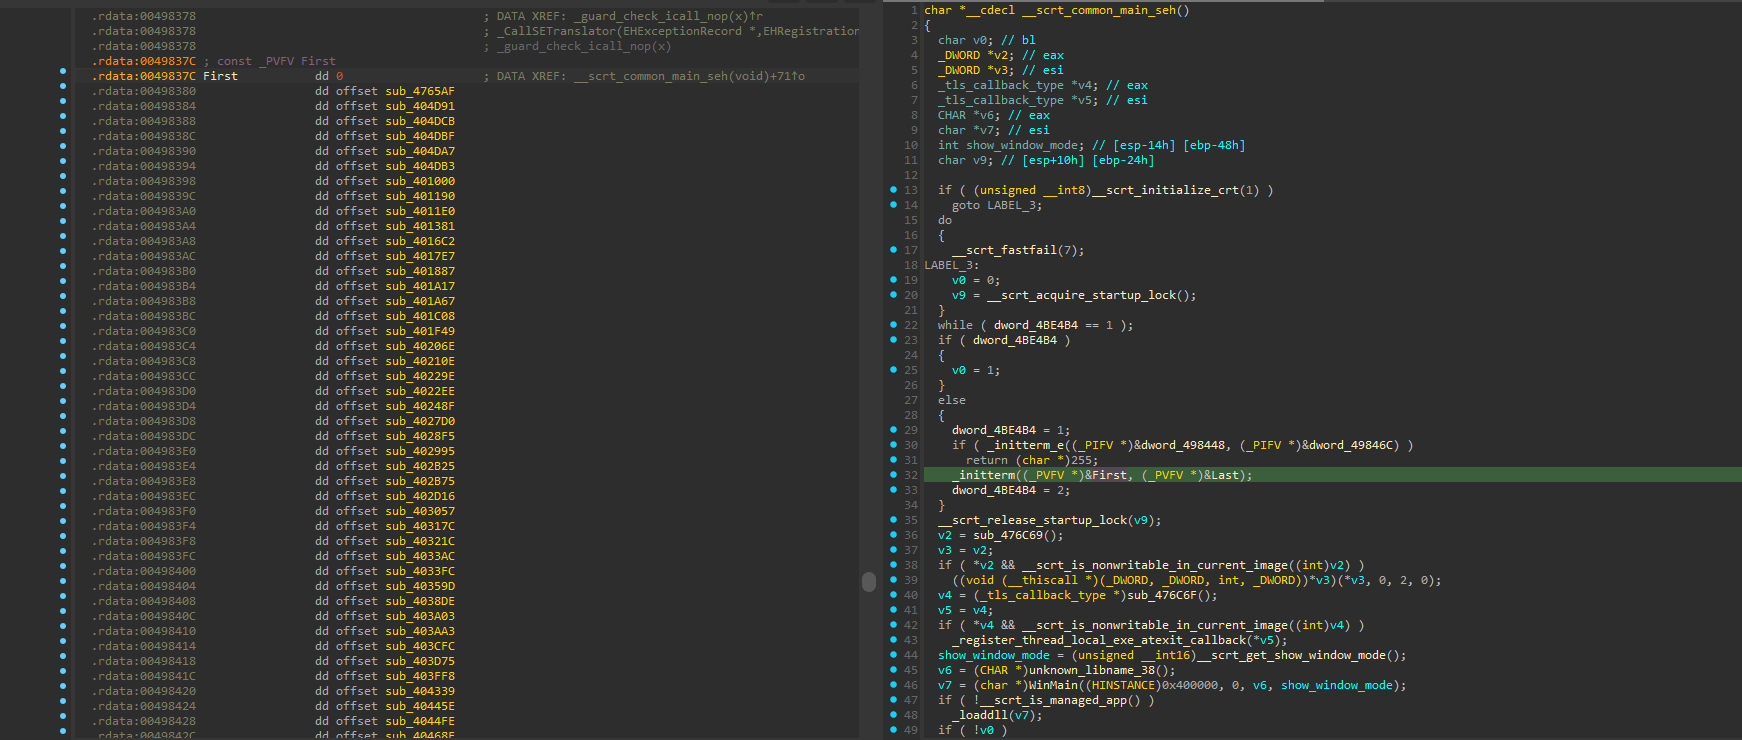 .rdata:00498378 ; DATA XREF: _guard_check_icall_nop(x)↑r
.rdata:00498378 ; _CallSETranslator(EHExceptionRecord *,EHRegistration
.rdata:00498378 ; _guard_check_icall_nop(x)
.rdata:0049837C ; const _PVFV First
.rdata:0049837C First dd 0 ; DATA XREF: __scrt_common_main_seh(void)+71↑o
.rdata:00498380 dd offset sub_4765AF
.rdata:00498384 dd offset sub_404D91
.rdata:00498388 dd offset sub_404DCB
.rdata:0049838C dd offset sub_404DBF
.rdata:00498390 dd offset sub_404DA7
.rdata:00498394 dd offset sub_404DB3
.rdata:00498398 dd offset sub_401000
.rdata:0049839C dd offset sub_401190
.rdata:004983A0 dd offset sub_4011E0
.rdata:004983A4 dd offset sub_401381
.rdata:004983A8 dd offset sub_4016C2
.rdata:004983AC dd offset sub_4017E7
.rdata:004983B0 dd offset sub_401887
.rdata:004983B4 dd offset sub_401A17
.rdata:004983B8 dd offset sub_401A67
.rdata:004983BC dd offset sub_401C08
.rdata:004983C0 dd offset sub_401F49
.rdata:004983C4 dd offset sub_40206E
.rdata:004983C8 dd offset sub_40210E
.rdata:004983CC dd offset sub_40229E
.rdata:004983D0 dd offset sub_4022EE
.rdata:004983D4 dd offset sub_40248F
.rdata:004983D8 dd offset sub_4027D0
.rdata:004983DC dd offset sub_4028F5
.rdata:004983E0 dd offset sub_402995
.rdata:004983E4 dd offset sub_402B25
.rdata:004983E8 dd offset sub_402B75
.rdata:004983EC dd offset sub_402D16
.rdata:004983F0 dd offset sub_403057
.rdata:004983F4 dd offset sub_40317C
.rdata:004983F8 dd offset sub_40321C
.rdata:004983FC dd offset sub_4033AC
.rdata:00498400 dd offset sub_4033FC
.rdata:00498404 dd offset sub_40359D
.rdata:00498408 dd offset sub_4038DE
.rdata:0049840C dd offset sub_403A03
.rdata:00498410 dd offset sub_403AA3
.rdata:00498414 dd offset sub_403CFC
.rdata:00498418 dd offset sub_403D75
.rdata:0049841C dd offset sub_403FF8
.rdata:00498420 dd offset sub_404339
.rdata:00498424 dd offset sub_40445E
.rdata:00498428 dd offset sub_4044FE
.rdata:0049842C dd offset sub_40468E
1 char *__cdecl __scrt_common_main_seh()
2 {
3 char v0; // bl
4 _DWORD *v2; // eax
5 _DWORD *v3; // esi
6 _tls_callback_type *v4; // eax
7 _tls_callback_type *v5; // esi
8 CHAR *v6; // eax
9 char *v7; // esi
10 int show_window_mode; // [esp-14h] [ebp-48h]
11 char v9; // [esp+10h] [ebp-24h]
12
13 if ( (unsigned __int8)__scrt_initialize_crt(1) )
14 goto LABEL_3;
15 do
16 {
17 __scrt_fastfail(7);
18 LABEL_3:
19 v0 = 0;
20 v9 = __scrt_acquire_startup_lock();
21 }
22 while ( dword_4BE4B4 == 1 );
23 if ( dword_4BE4B4 )
24 {
25 v0 = 1;
26 }
27 else
28 {
29 dword_4BE4B4 = 1;
30 if ( _initterm_e((_PIFV *)&dword_498448, (_PIFV *)&dword_49846C) )
31 return (char *)255;
32 _initterm((_PVFV *)&First, (_PVFV *)&Last);
33 dword_4BE4B4 = 2;
34 }
35 __scrt_release_startup_lock(v9);
36 v2 = sub_476C69();
37 v3 = v2;
38 if ( *v2 && __scrt_is_nonwritable_in_current_image((int)v2) )
39 ((void (__thiscall *)(_DWORD, _DWORD, int, _DWORD))*v3)(*v3, 0, 2, 0);
40 v4 = (_tls_callback_type *)sub_476C6F();
41 v5 = v4;
42 if ( *v4 && __scrt_is_nonwritable_in_current_image((int)v4) )
43 _register_thread_local_exe_atexit_callback(*v5);
44 show_window_mode = (unsigned __int16)__scrt_get_show_window_mode();
45 v6 = (CHAR *)unknown_libname_38();
46 v7 = (char *)WinMain((HINSTANCE)0x400000, 0, v6, show_window_mode);
47 if ( !__scrt_is_managed_app() )
48 _loaddll(v7);
49 if ( !v0 )